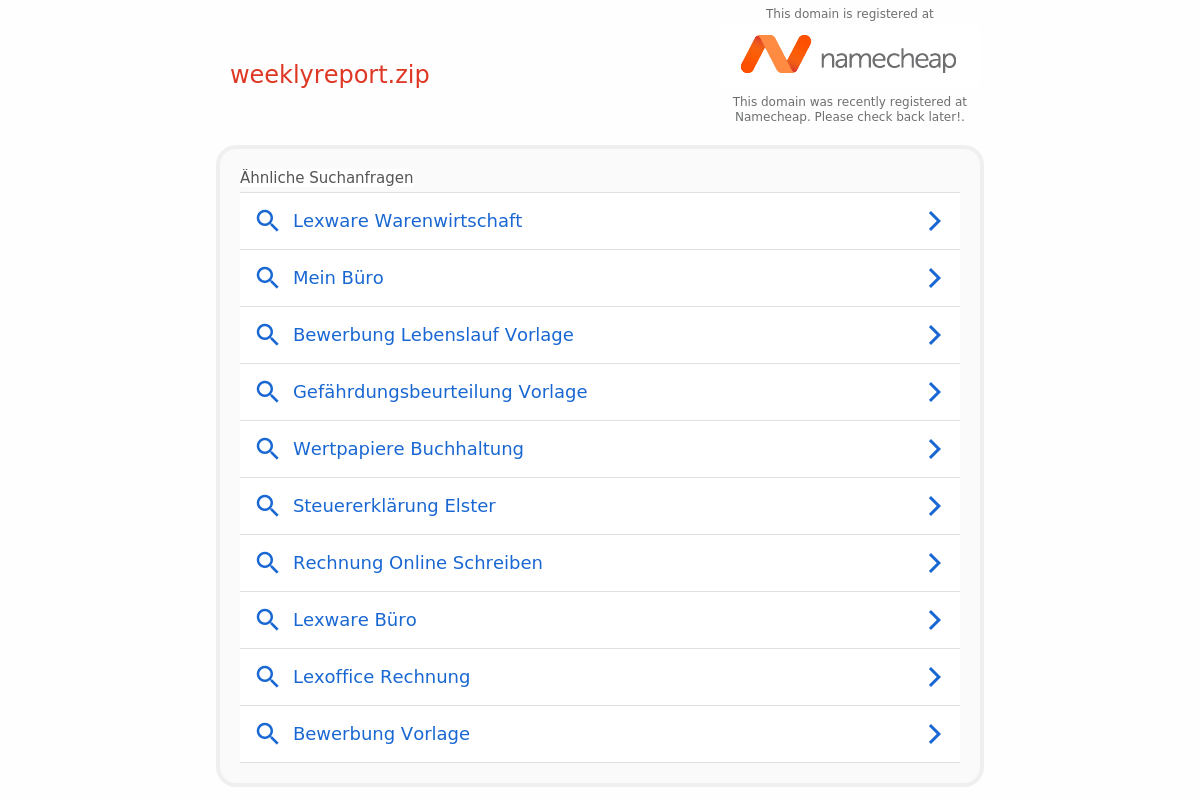 This domain is registered at
weeklyreport.zip
namecheap
This domain was recently registered at
Namecheap. Please check back later!.
Ähnliche Suchanfragen
Lexware Warenwirtschaft
Mein Büro
Bewerbung Lebenslauf Vorlage
Gefährdungsbeurteilung Vorlage
Wertpapiere Buchhaltung
Steuererklärung Elster
Rechnung Online Schreiben
Lexware Büro
Lexoffice Rechnung
Bewerbung Vorlage